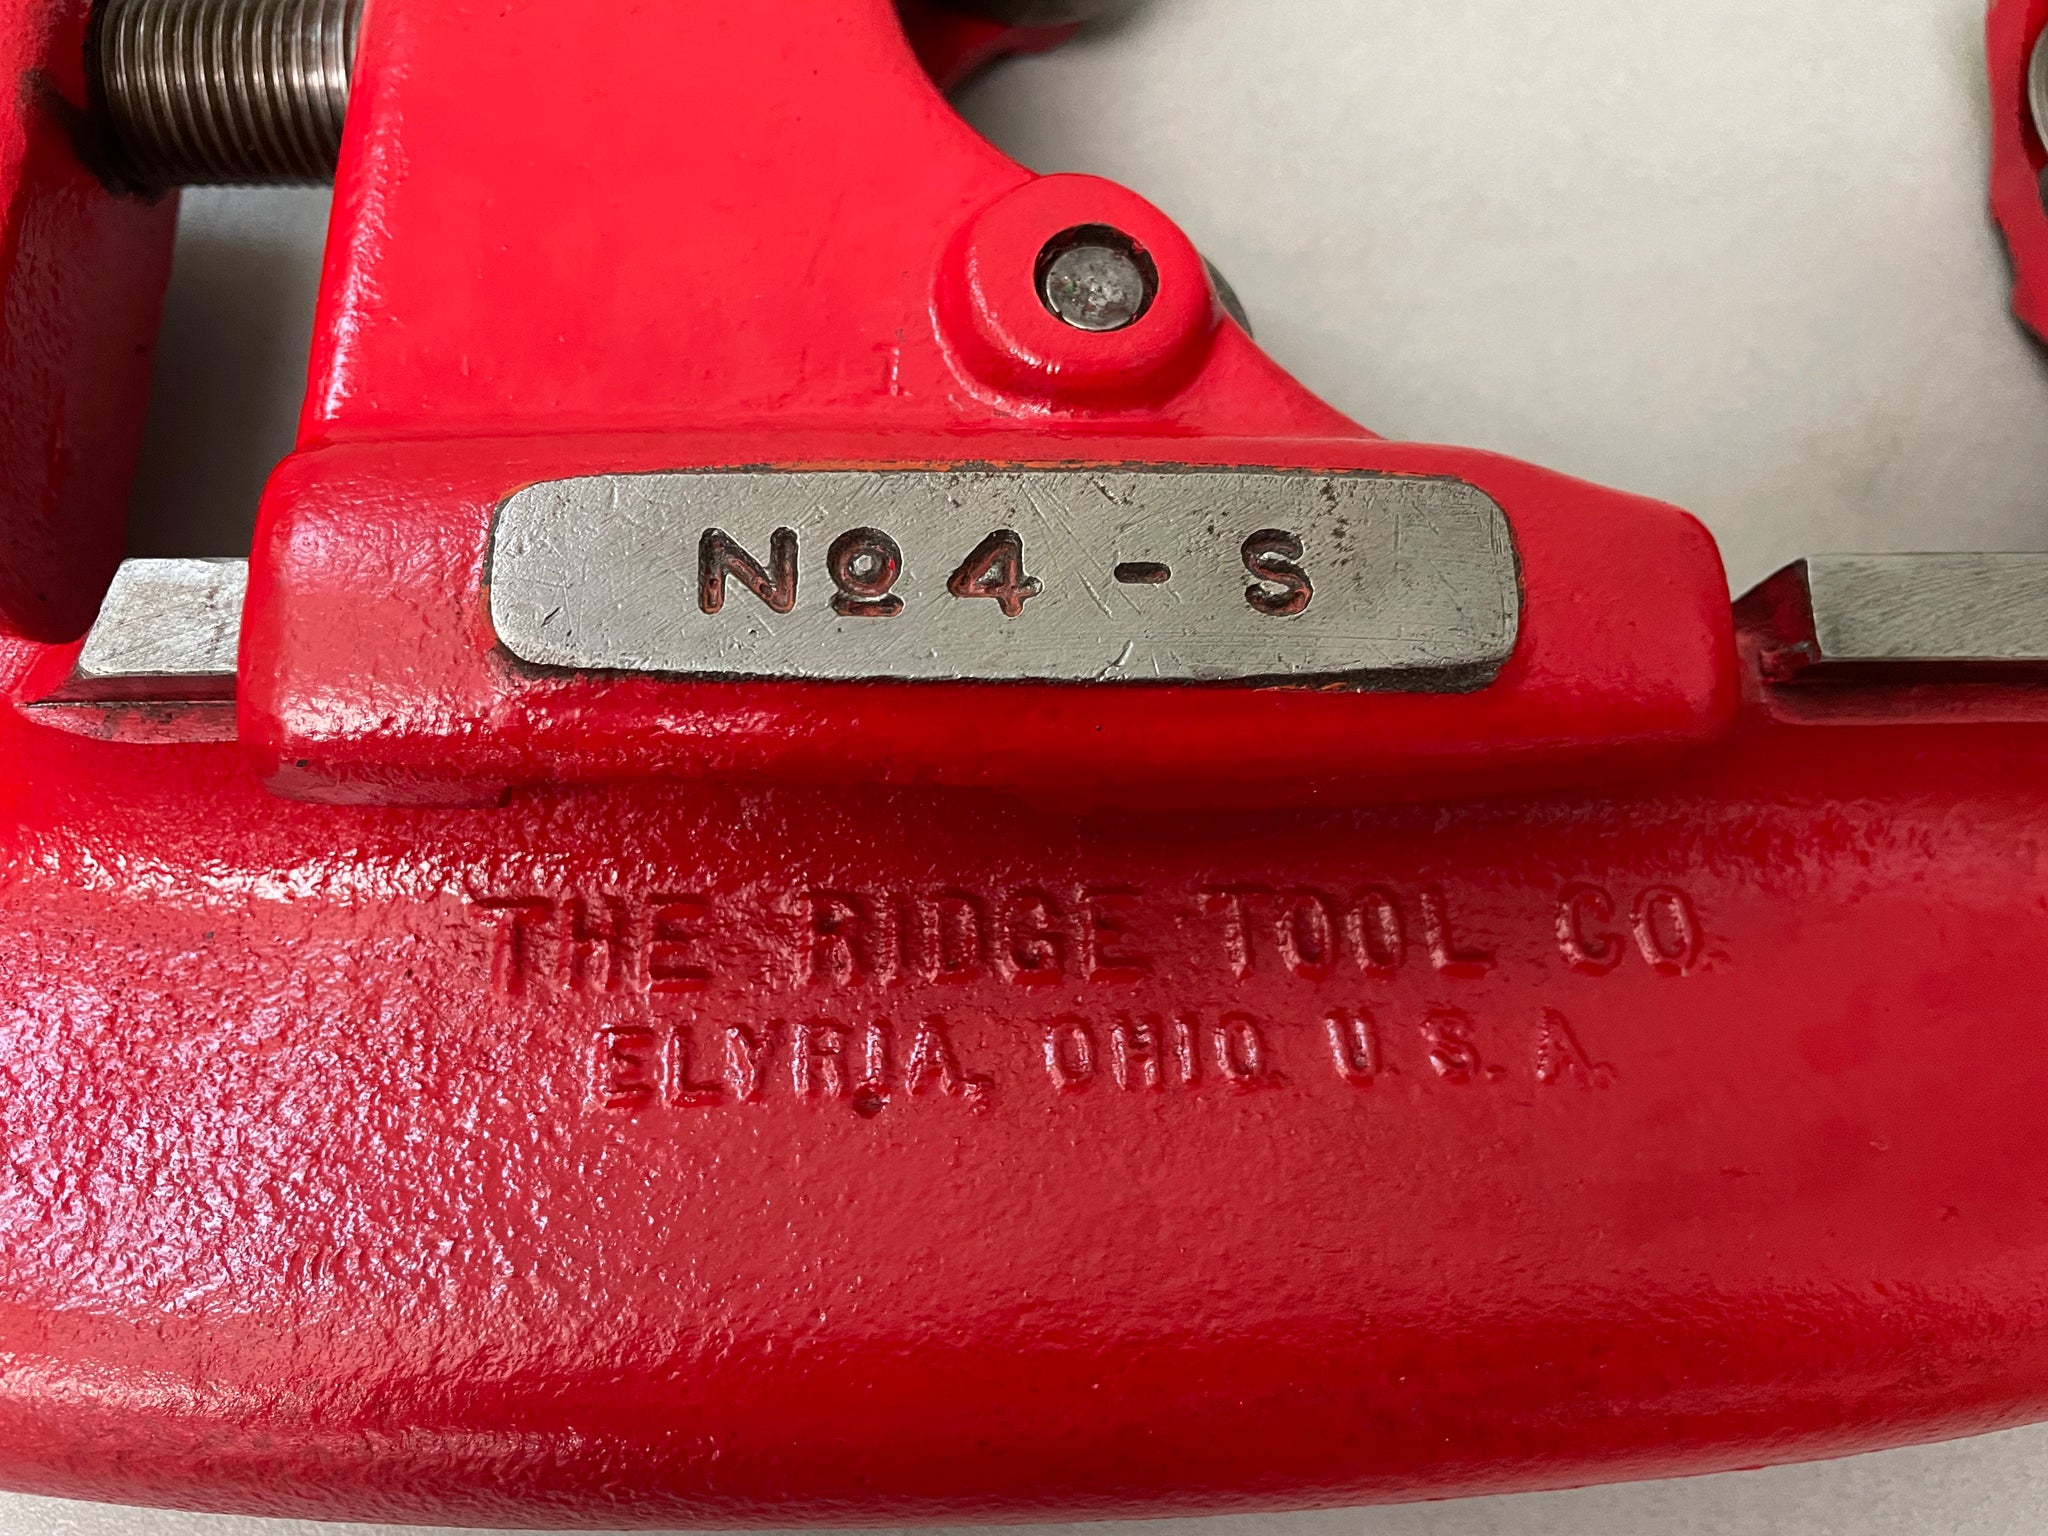 Nº 4 - S
THE RIDGE TOOL CO
ELYRIA, OHIO. U.S.A.